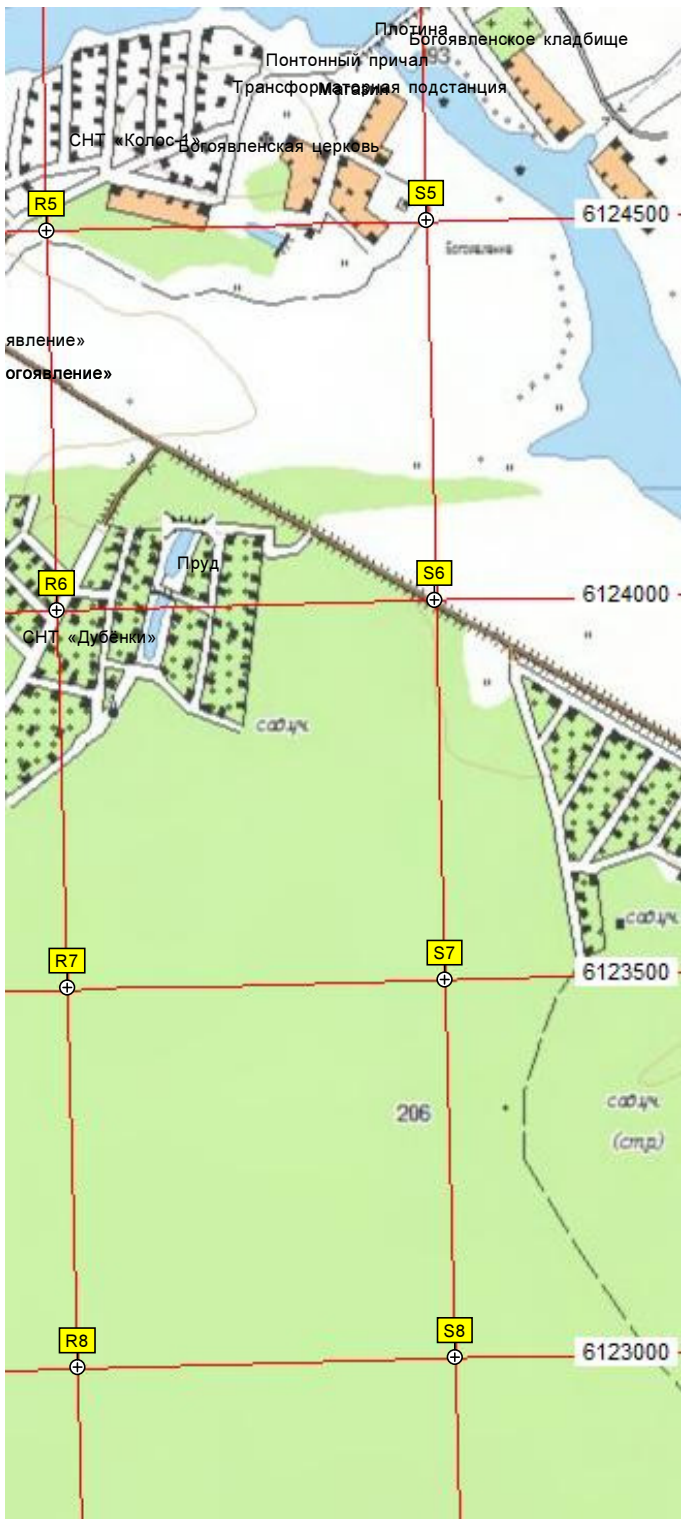 Плотина
Богоявленское кладбище
93
Понтонный причал
Трансформаторная подстанция
Магазин
СНТ «Колос-1»
Богоявленская церковь
R5
S5
6124500
Богоявление
явление»
огоявление»
Пруд
R6
S6
6124000
СНТ «Дубёнки»
сад.уч.
сад.уч.
R7
S7
6123500
206
сад.уч.
(стр.)
R8
S8
6123000